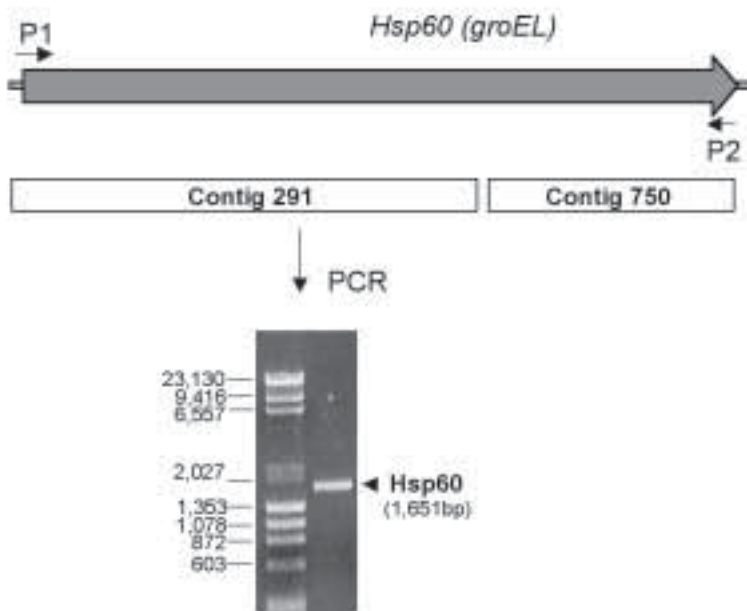 Hsp60 (groEL)
P1
P2
Contig 291
Contig 750
PCR
23,130
9,416
6,557
2,027
1,353
1,078
872
603
Hsp60
(1,651bp)